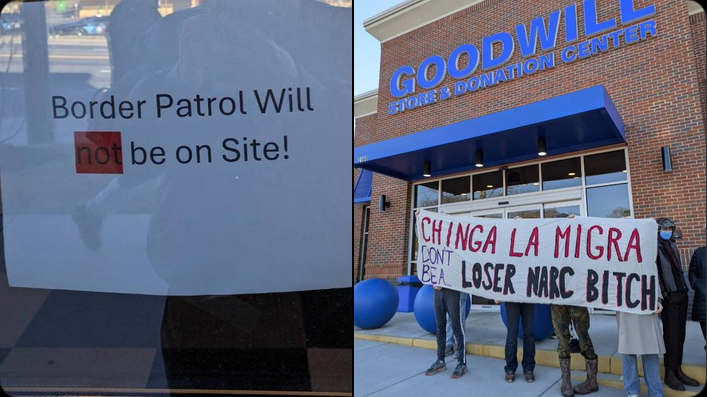 Border Patrol Will
not be on Site!
GOODWILL
STORE & DONATION CENTER
CHINGA LA MIGRA
DON'T
BE A... LOSER NARC BITCH